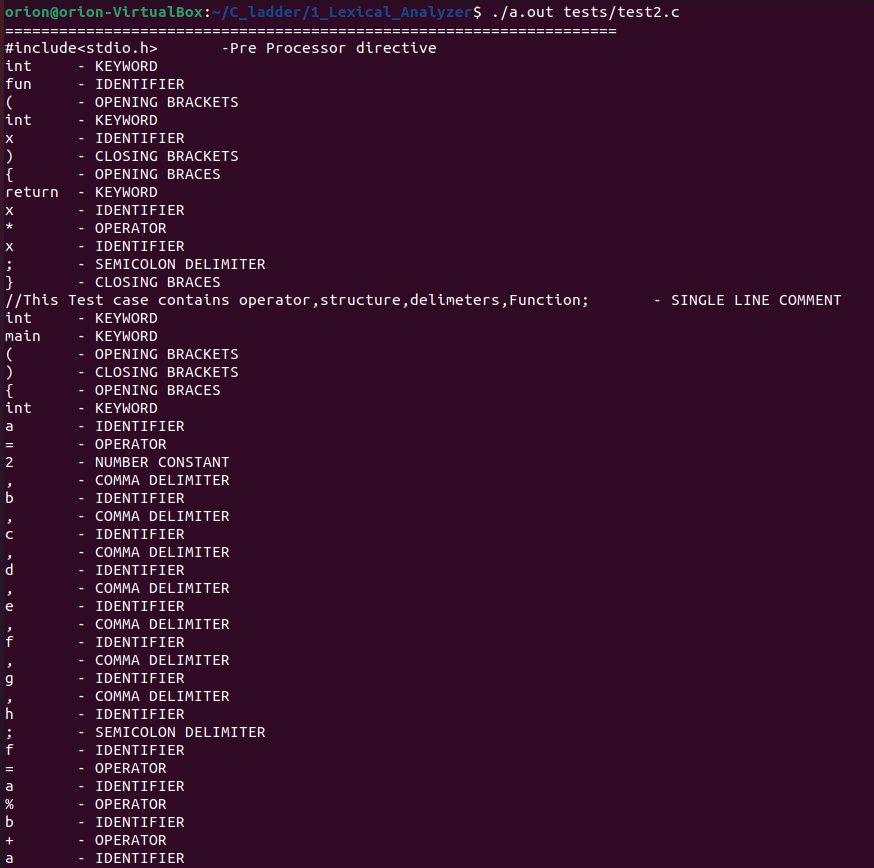 orion@orion-VirtualBox:~/C_ladder/1_Lexical_Analyzer$ ./a.out tests/test2.c
====================================================================
#include<stdio.h>       -Pre Processor directive
int     - KEYWORD
fun     - IDENTIFIER
(       - OPENING BRACKETS
int     - KEYWORD
x       - IDENTIFIER
)       - CLOSING BRACKETS
{       - OPENING BRACES
return  - KEYWORD
x       - IDENTIFIER
*       - OPERATOR
x       - IDENTIFIER
;       - SEMICOLON DELIMITER
}       - CLOSING BRACES
//This Test case contains operator,structure,delimeters,Function;       - SINGLE LINE COMMENT
int     - KEYWORD
main    - KEYWORD
(       - OPENING BRACKETS
)       - CLOSING BRACKETS
{       - OPENING BRACES
int     - KEYWORD
a       - IDENTIFIER
=       - OPERATOR
2       - NUMBER CONSTANT
,       - COMMA DELIMITER
b       - IDENTIFIER
,       - COMMA DELIMITER
c       - IDENTIFIER
,       - COMMA DELIMITER
d       - IDENTIFIER
,       - COMMA DELIMITER
e       - IDENTIFIER
,       - COMMA DELIMITER
f       - IDENTIFIER
,       - COMMA DELIMITER
g       - IDENTIFIER
,       - COMMA DELIMITER
h       - IDENTIFIER
;       - SEMICOLON DELIMITER
f       - IDENTIFIER
=       - OPERATOR
a       - IDENTIFIER
%       - OPERATOR
b       - IDENTIFIER
+       - OPERATOR
a       - IDENTIFIER